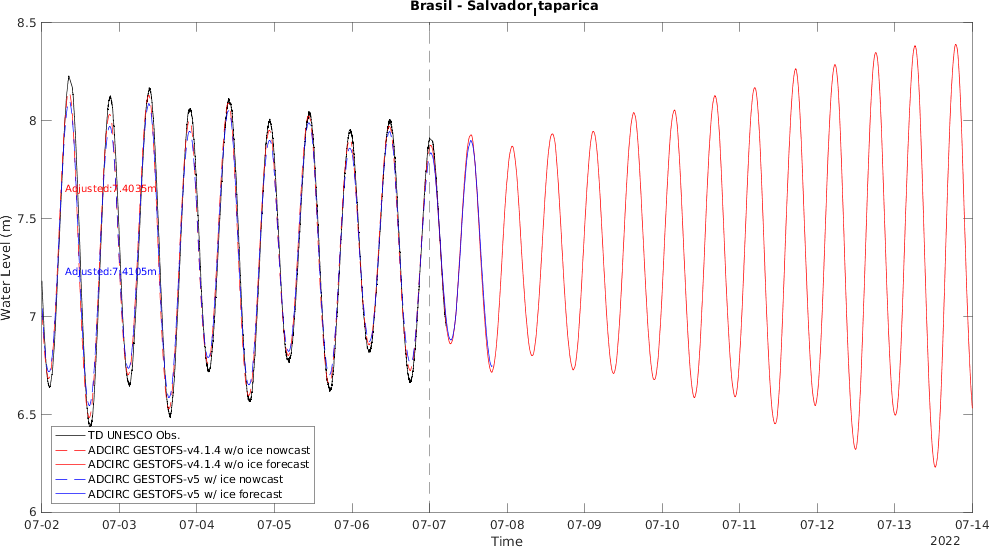 Brasil - Salvador_Itaparica
8.5
8
7.5
7
6.5
6
Water Level (m)
Adjusted:7.4035m
Adjusted:7.4105m
TD UNESCO Obs.
ADCIRC GESTOFS-v4.1.4 w/o ice nowcast
ADCIRC GESTOFS-v4.1.4 w/o ice forecast
ADCIRC GESTOFS-v5 w/ ice nowcast
ADCIRC GESTOFS-v5 w/ ice forecast
07-02 07-03 07-04 07-05 07-06 07-07 07-08 07-09 07-10 07-11 07-12 07-13 07-14
Time
2022